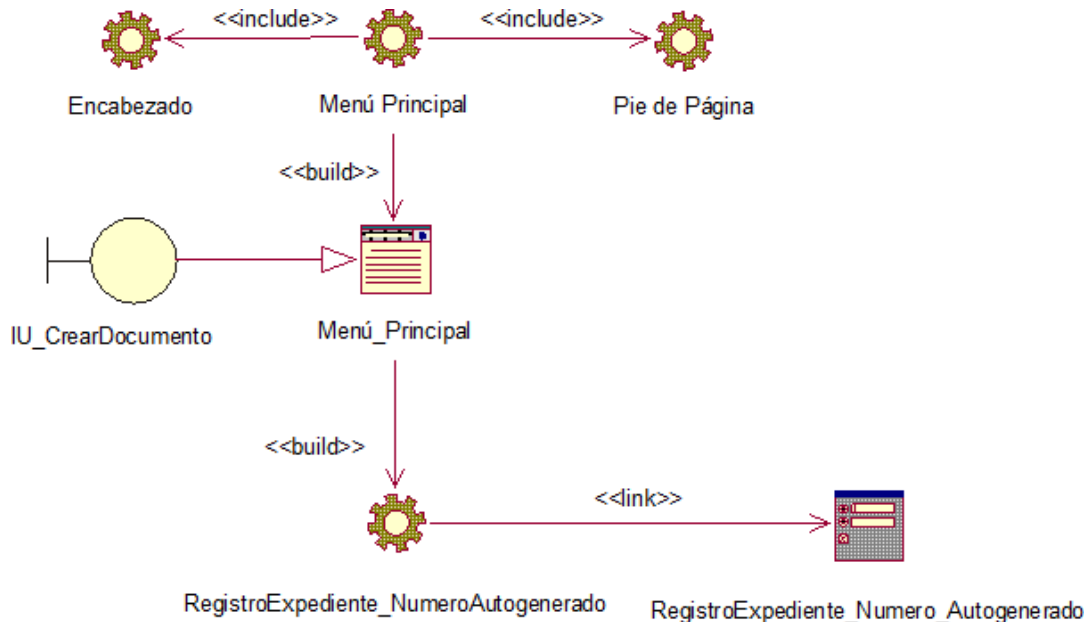 <<include>>
<<include>>
Encabezado
Menú Principal
Pie de Página
<<build>>
IU_CrearDocumento
Menú_Principal
<<build>>
<<link>>
RegistroExpediente_NumeroAutogenerado
RegistroExpediente_Numero_Autogenerado